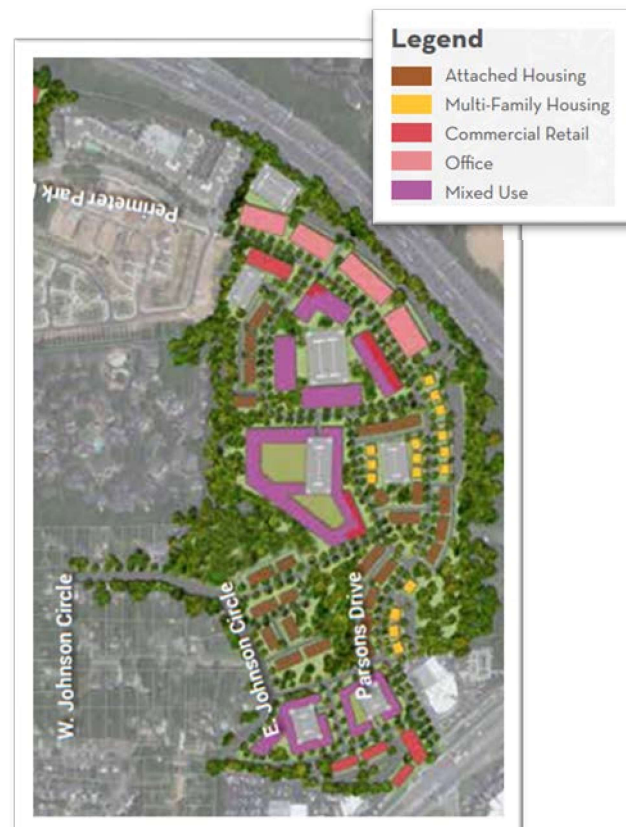 Legend
Attached Housing
Multi-Family Housing
Commercial Retail
Office
Mixed Use
Perimeter Park
W. Johnson Circle
E. Johnson Circle
Parsons Drive